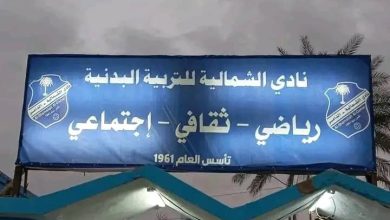 نادي الشمالية للتربية البدنية
رياضي - ثقافي - إجتماعي
تأسس العام 1961